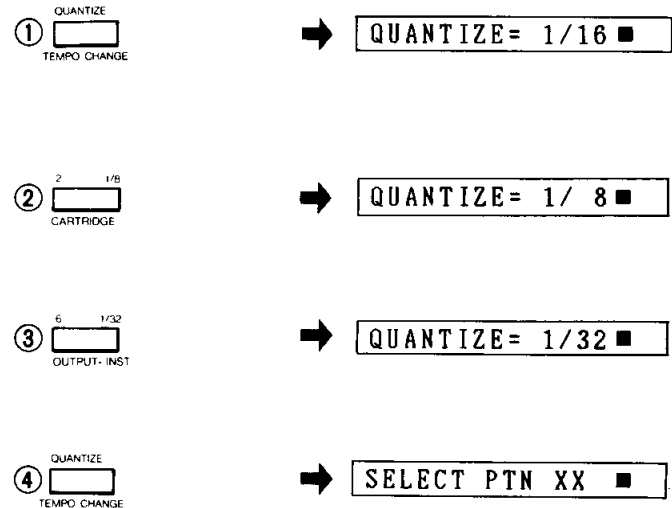 QUANTIZE
① TEMPO CHANGE
QUANTIZE= 1/16 ■
2 1/8
② CARTRIDGE
QUANTIZE= 1/ 8 ■
6 1/32
③ OUTPUT- INST
QUANTIZE= 1/32 ■
QUANTIZE
④ TEMPO CHANGE
SELECT PTN XX ■